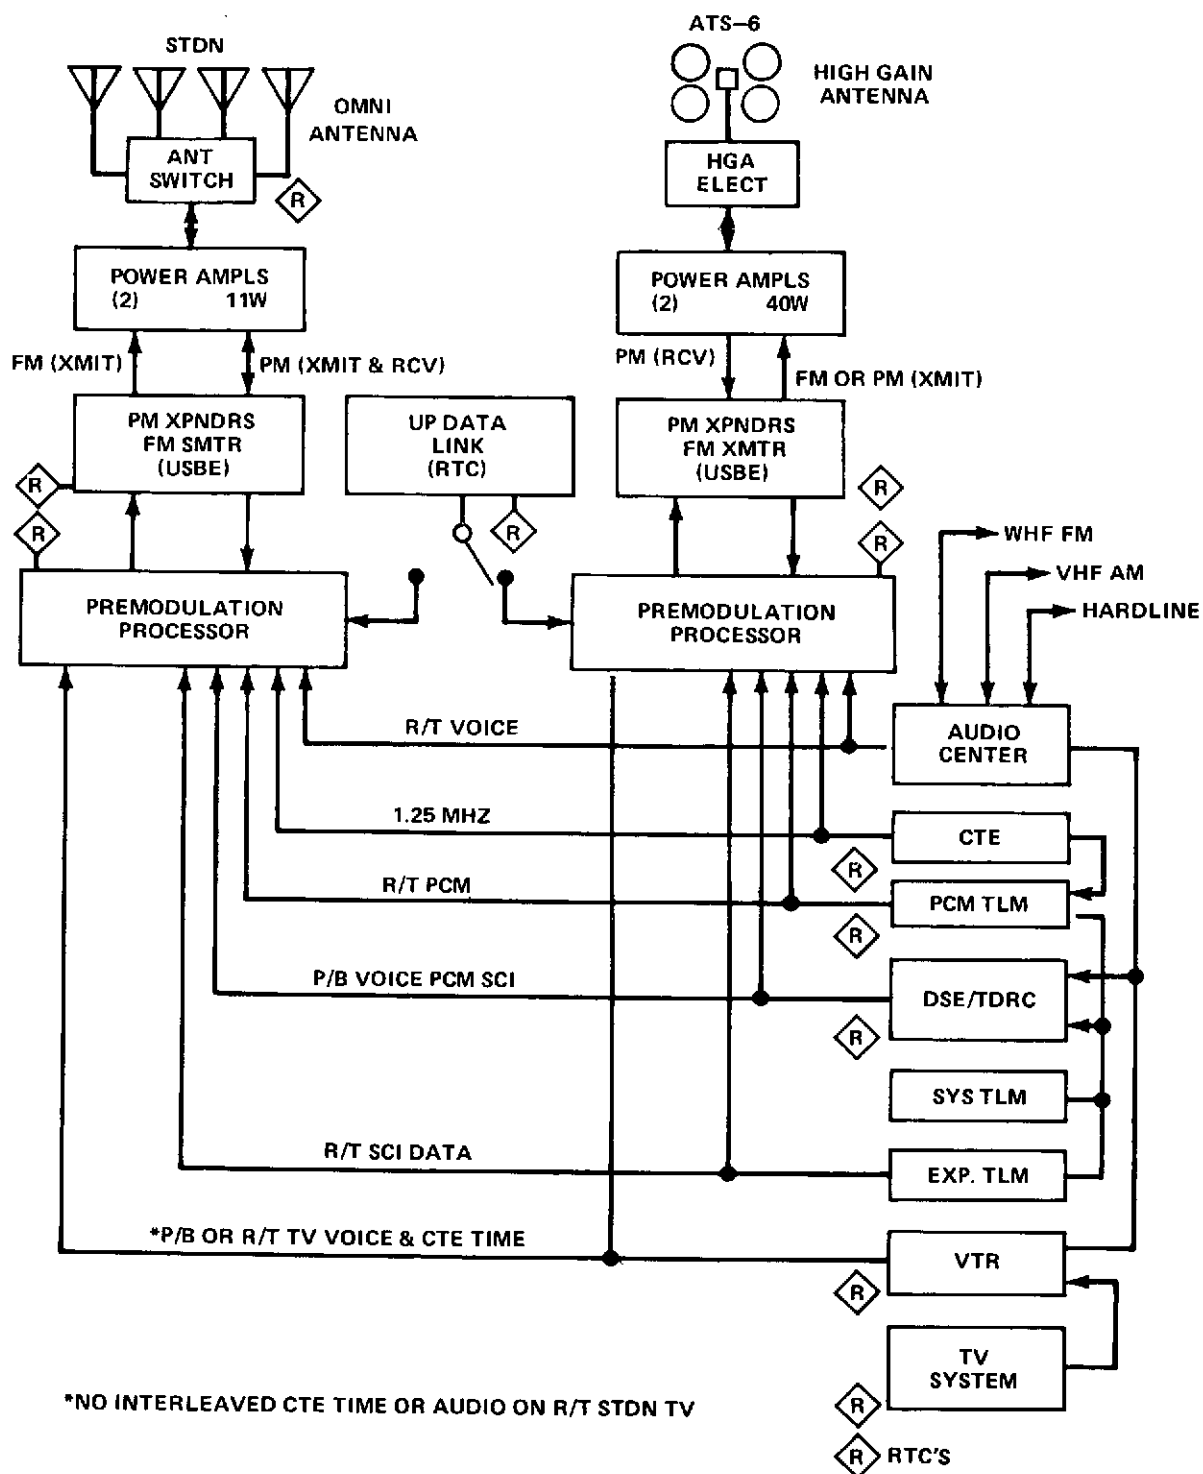 ATS-6
STDN
HIGH GAIN
ANTENNA
OMNI
ANTENNA
ANT
SWITCH
R
HGA
ELECT
POWER AMPLS
(2) 11W
POWER AMPLS
(2) 40W
FM (XMIT)
PM (XMIT & RCV)
PM (RCV)
FM OR PM (XMIT)
PM XPNDRS
FM SMTR
(USBE)
UP DATA
LINK
(RTC)
PM XPNDRS
FM XMTR
(USBE)
R
R
R
R
R
WHF FM
VHF AM
HARDLINE
PREMODULATION
PROCESSOR
PREMODULATION
PROCESSOR
R/T VOICE
AUDIO
CENTER
1.25 MHZ
CTE
R
R/T PCM
PCM TLM
R
P/B VOICE PCM SCI
DSE/TDRC
R
SYS TLM
R/T SCI DATA
EXP. TLM
*P/B OR R/T TV VOICE & CTE TIME
VTR
R
TV
SYSTEM
*NO INTERLEAVED CTE TIME OR AUDIO ON R/T STDN TV
R
R RTC'S